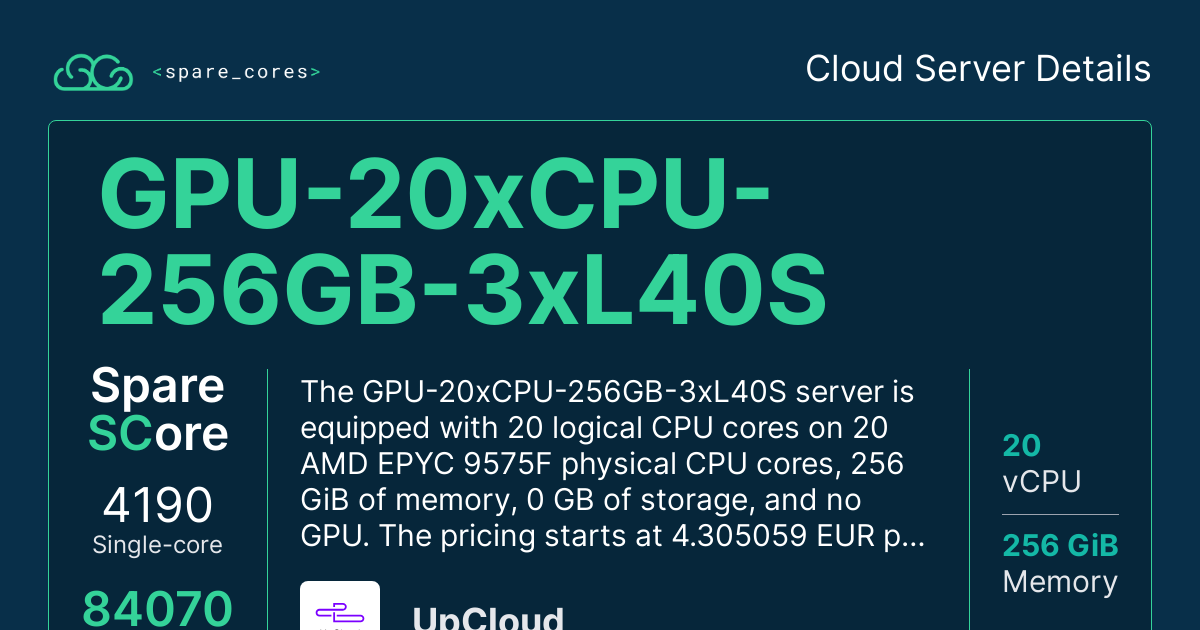 <spare_cores>
Cloud Server Details
GPU-20xCPU-
256GB-3xL40S
Spare
SCore
4190
Single-core
84070
The GPU-20xCPU-256GB-3xL40S server is
equipped with 20 logical CPU cores on 20
AMD EPYC 9575F physical CPU cores, 256
GiB of memory, 0 GB of storage, and no
GPU. The pricing starts at 4.305059 EUR p...
UpCloud
20
vCPU
256 GiB
Memory